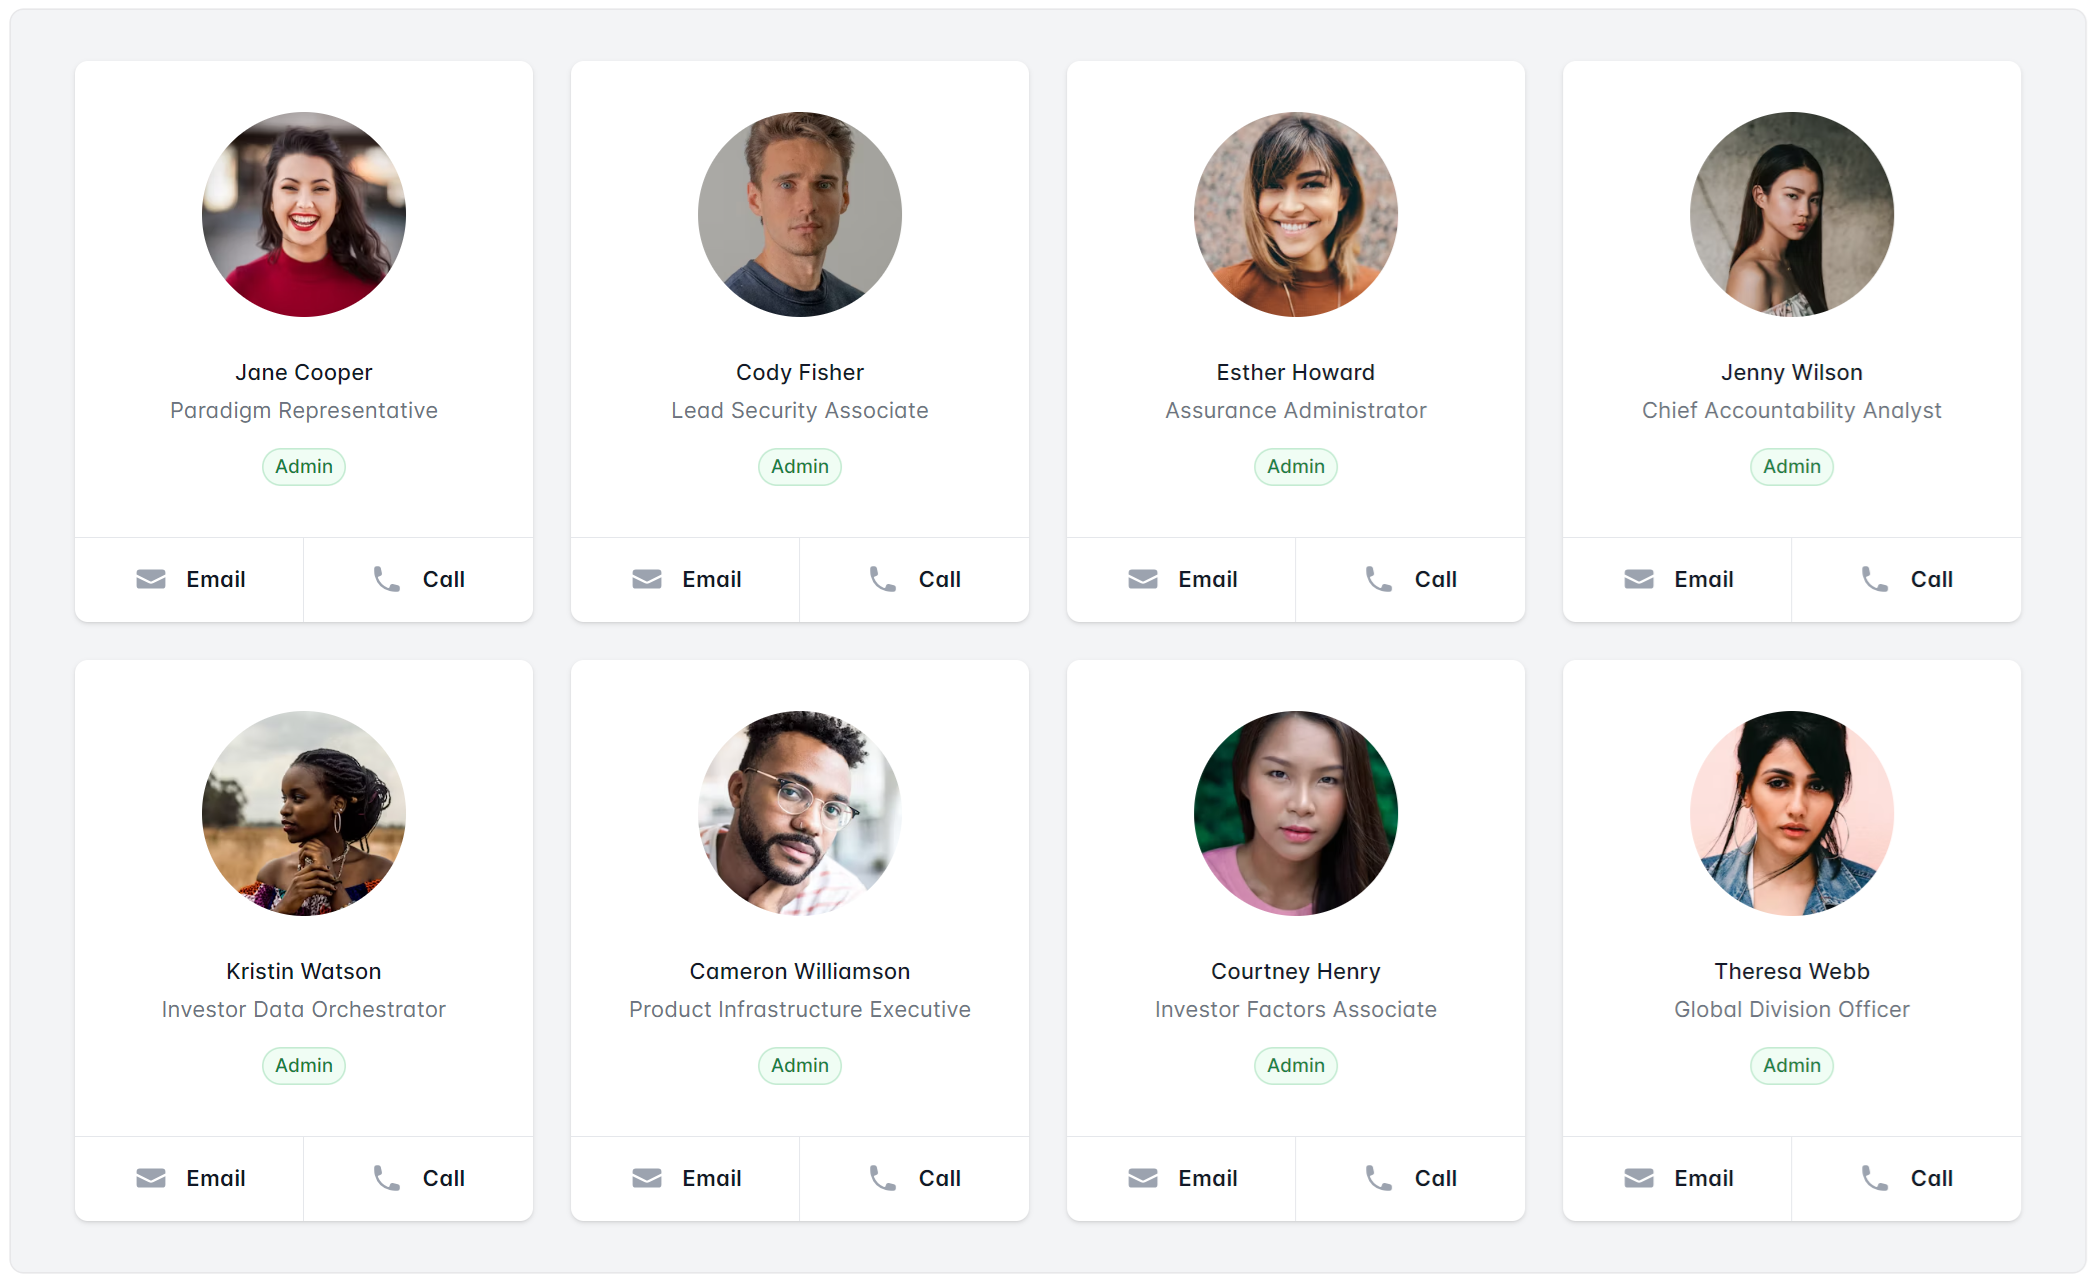 Jane Cooper
Paradigm Representative
Admin
Email
Call
Cody Fisher
Lead Security Associate
Admin
Email
Call
Esther Howard
Assurance Administrator
Admin
Email
Call
Jenny Wilson
Chief Accountability Analyst
Admin
Email
Call
Kristin Watson
Investor Data Orchestrator
Admin
Email
Call
Cameron Williamson
Product Infrastructure Executive
Admin
Email
Call
Courtney Henry
Investor Factors Associate
Admin
Email
Call
Theresa Webb
Global Division Officer
Admin
Email
Call